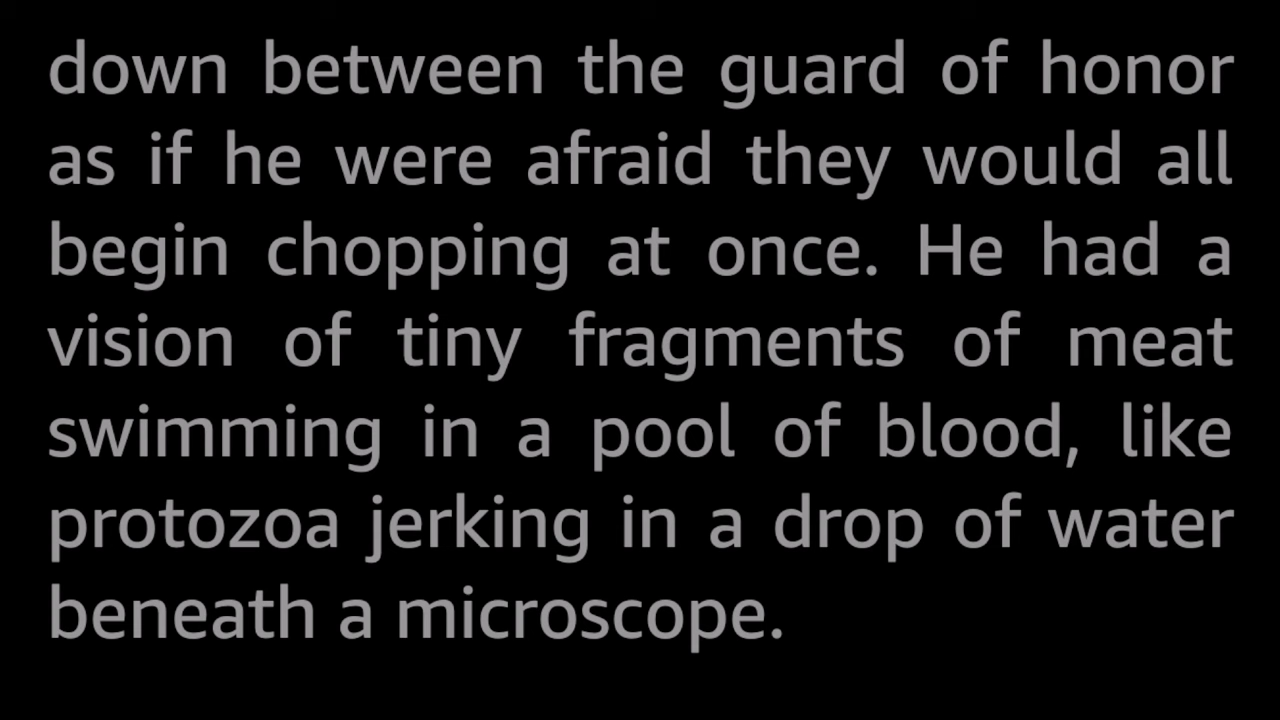 down between the guard of honor
as if he were afraid they would all
begin chopping at once. He had a
vision of tiny fragments of meat
swimming in a pool of blood, like
protozoa jerking in a drop of water
beneath a microscope.